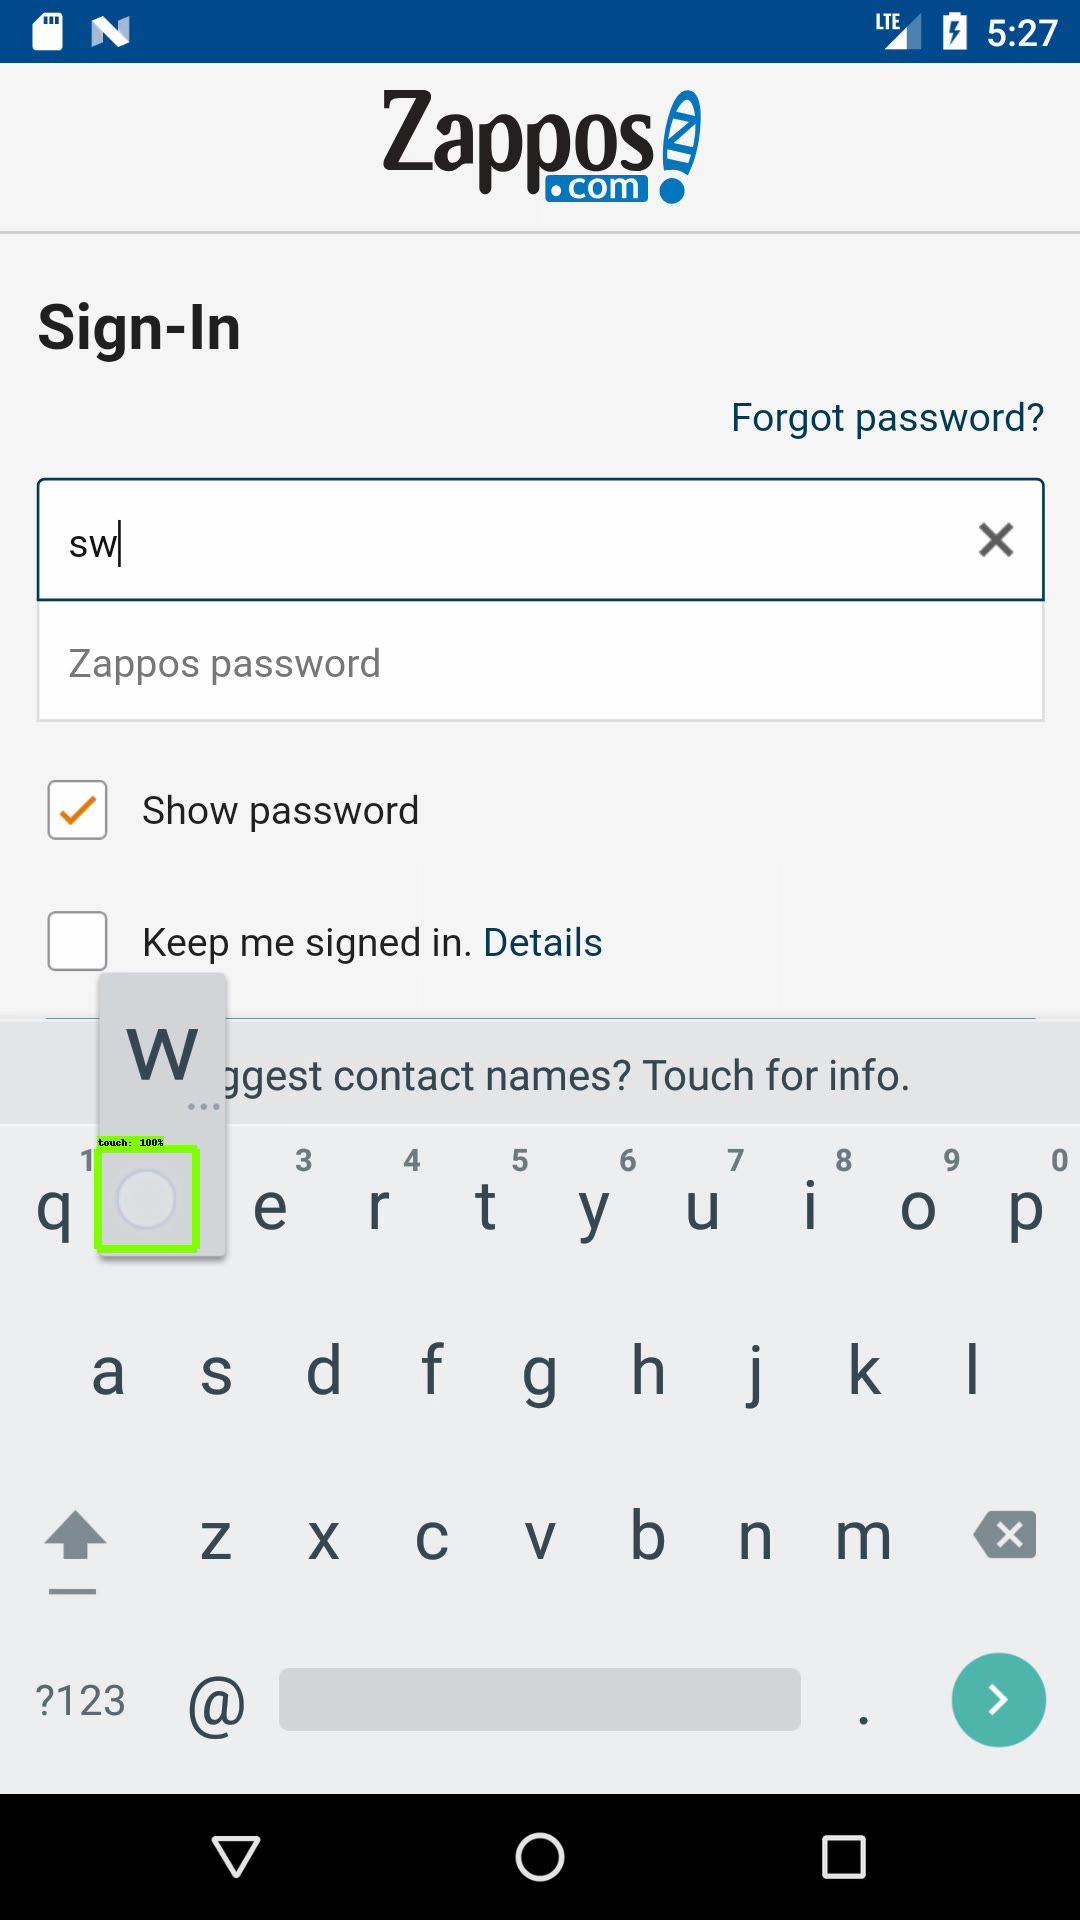 LTE 5:27
Zappos
.com
Sign-In
Forgot password?
sw
Zappos password
Show password
Keep me signed in. Details
w
ggest contact names? Touch for info.
touch: 100%
1 3 4 5 6 7 8 9 0
q e r t y u i o p
a s d f g h j k l
z x c v b n m
?123 @ .